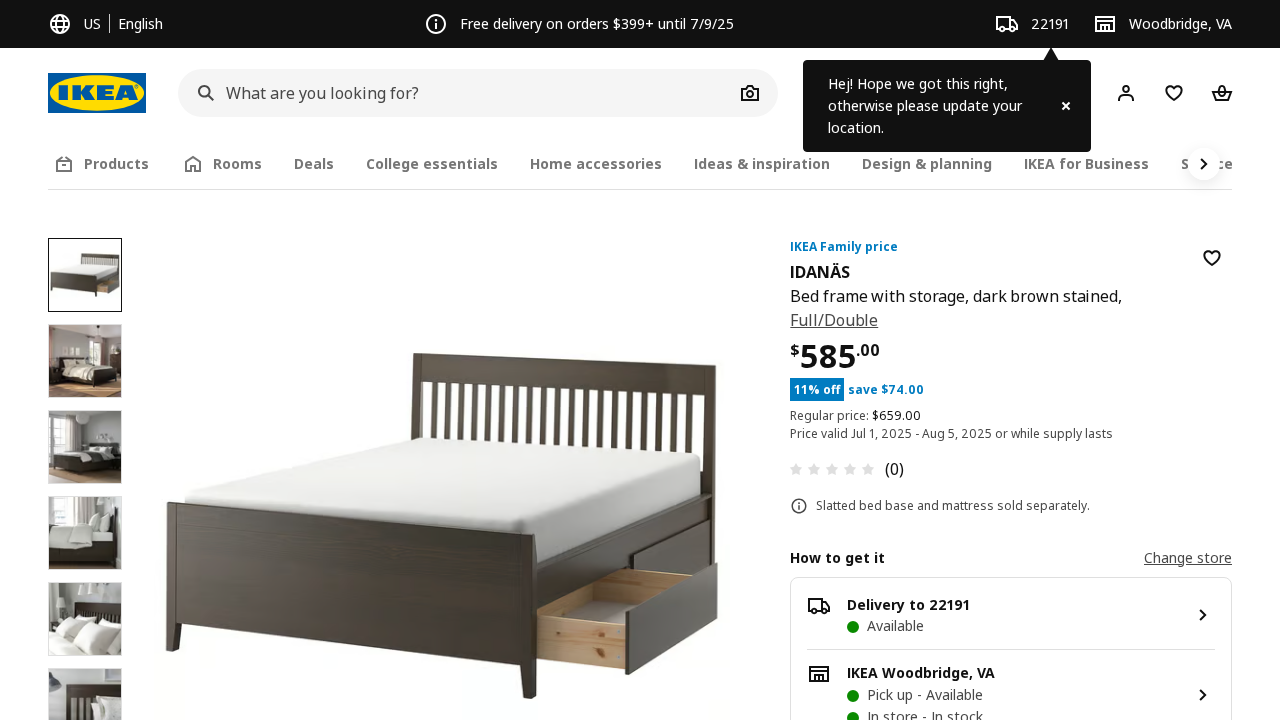 US English
Free delivery on orders $399+ until 7/9/25
22191
Woodbridge, VA
IKEA
What are you looking for?
Hej! Hope we got this right,
otherwise please update your
location.
Products
Rooms
Deals
College essentials
Home accessories
Ideas & inspiration
Design & planning
IKEA for Business
IKEA Family price
IDANÄS
Bed frame with storage, dark brown stained,
Full/Double
$585.00
11% off save $74.00
Regular price: $659.00
Price valid Jul 1, 2025 - Aug 5, 2025 or while supply lasts
(0)
Slatted bed base and mattress sold separately.
How to get it
Change store
Delivery to 22191
Available
IKEA Woodbridge, VA
Pick up - Available
In store - In stock